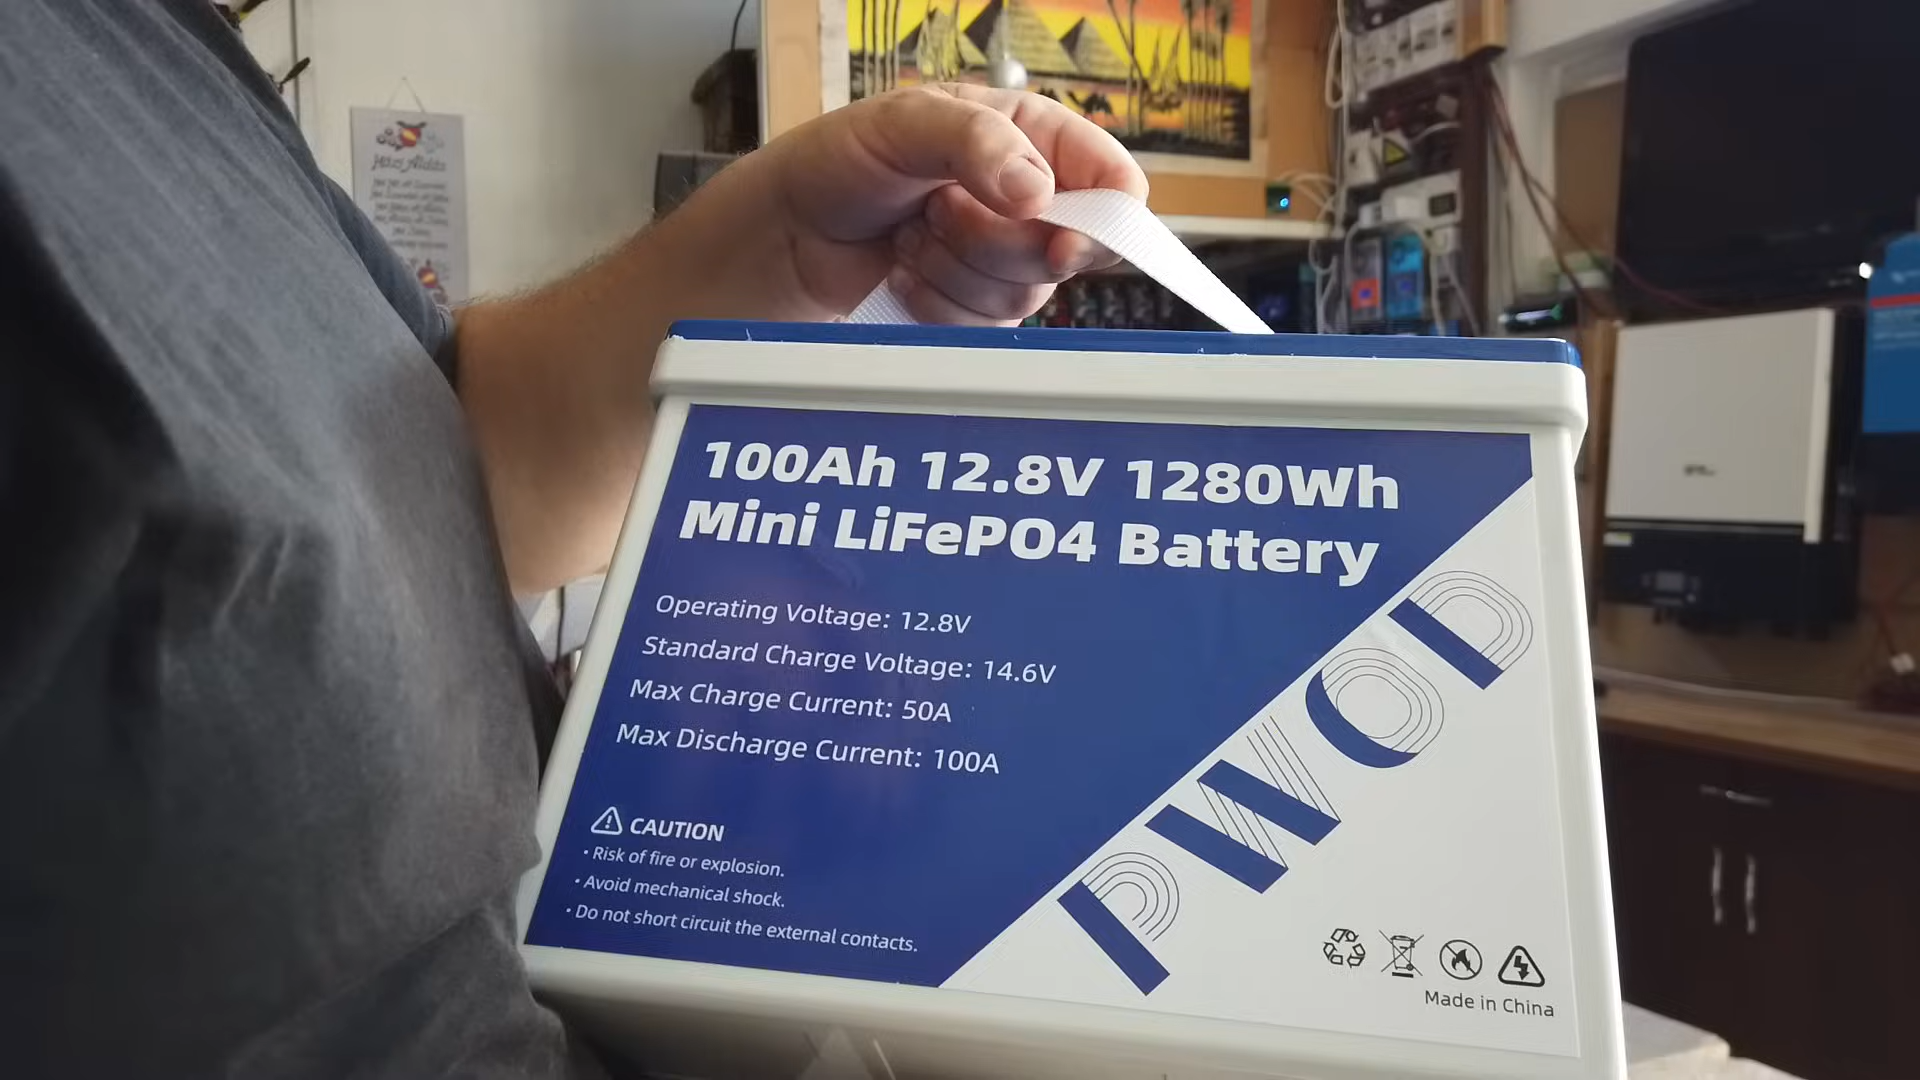 Házi Áldás
100Ah 12.8V 1280Wh
Mini LiFePO4 Battery
Operating Voltage: 12.8V
Standard Charge Voltage: 14.6V
Max Charge Current: 50A
Max Discharge Current: 100A
CAUTION
• Risk of fire or explosion.
• Avoid mechanical shock.
• Do not short circuit the external contacts.
PWOD
Made in China